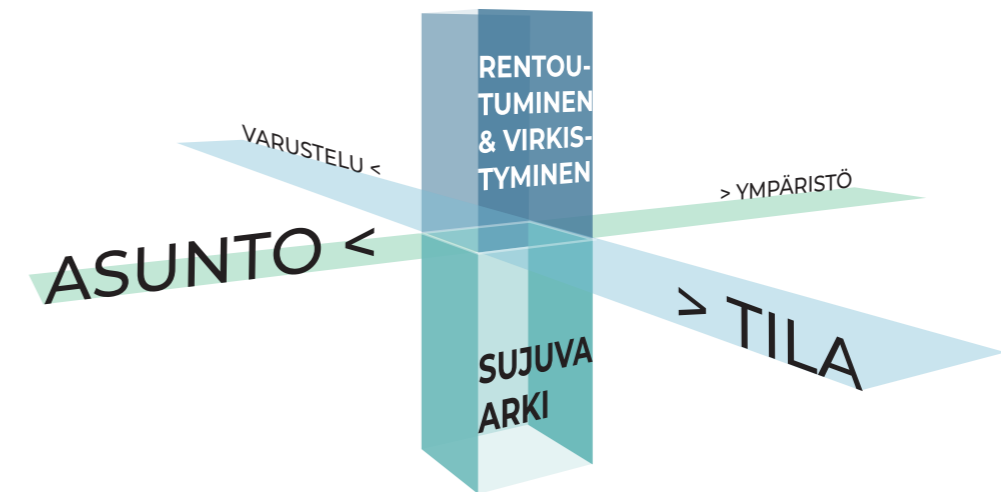 RENTOU-
TUMINEN
& VIRKIS-
TYMINEN
VARUSTELU <
> YMPÄRISTÖ
ASUNTO <
> TILA
SUJUVA
ARKI